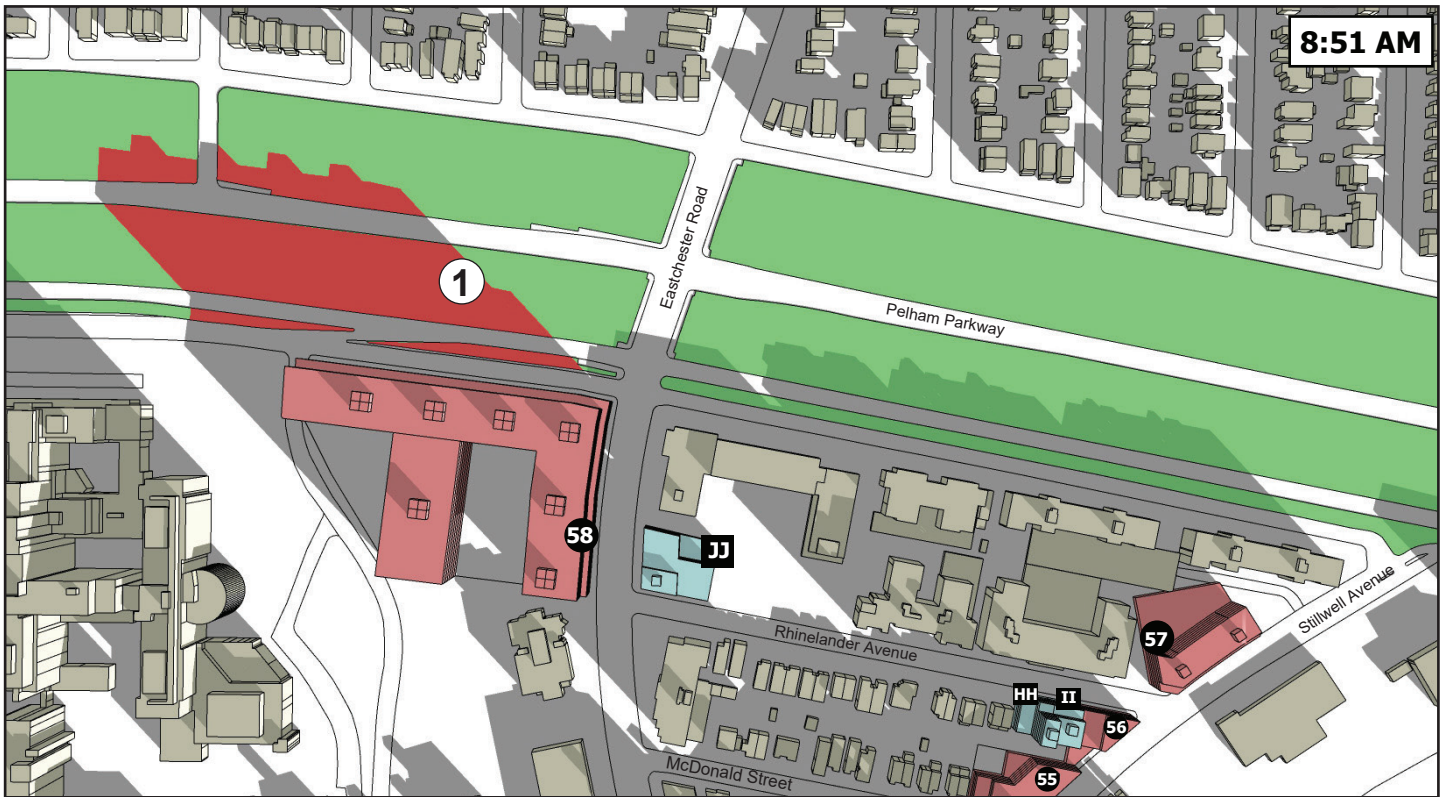 8:51 AM
Eastchester Road
1
Pelham Parkway
58
JJ
Stillwell Avenue
57
Rhinelander Avenue
HH
II
56
McDonald Street
55